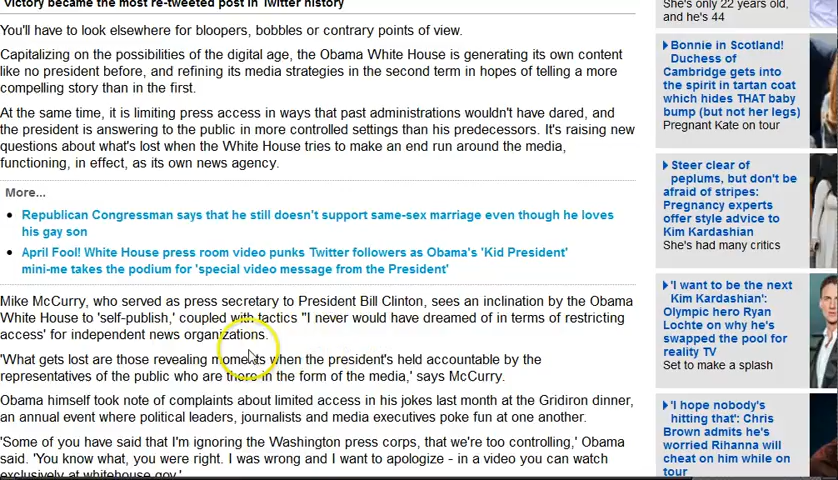 victory became the most re-tweeted post in Twitter history
You'll have to look elsewhere for bloopers, bobbles or contrary points of view.
Capitalizing on the possibilities of the digital age, the Obama White House is generating its own content
like no president before, and refining its media strategies in the second term in hopes of telling a more
compelling story than in the first.
At the same time, it is limiting press access in ways that past administrations wouldn't have dared, and
the president is answering to the public in more controlled settings than his predecessors. It's raising new
questions about what's lost when the White House tries to make an end run around the media,
functioning, in effect, as its own news agency.
More...
Republican Congressman says that he still doesn't support same-sex marriage even though he loves
his gay son
April Fool! White House press room video punks Twitter followers as Obama's 'Kid President'
mini-me takes the podium for 'special video message from the President'
Mike McCurry, who served as press secretary to President Bill Clinton, sees an inclination by the Obama
White House to 'self-publish,' coupled with tactics "I never would have dreamed of in terms of restricting
access' for independent news organizations.
'What gets lost are those revealing moments when the president's held accountable by the
representatives of the public who are there in the form of the media,' says McCurry.
Obama himself took note of complaints about limited access in his jokes last month at the Gridiron dinner,
an annual event where political leaders, journalists and media executives poke fun at one another.
'Some of you have said that I'm ignoring the Washington press corps, that we're too controlling,' Obama
said. 'You know what, you were right. I was wrong and I want to apologize - in a video you can watch
exclusively at whitehouse.gov.'
She's only 22 years old,
and he's 44
Bonnie in Scotland!
Duchess of
Cambridge gets into
the spirit in tartan coat
which hides THAT baby
bump (but not her legs)
Pregnant Kate on tour
Steer clear of
peplums, but don't be
afraid of stripes:
Pregnancy experts
offer style advice to
Kim Kardashian
She's had many critics
'I want to be the next
Kim Kardashian':
Olympic hero Ryan
Lochte on why he's
swapped the pool for
reality TV
Set to make a splash
'I hope nobody's
hitting that': Chris
Brown admits he's
worried Rihanna will
cheat on him while on
tour